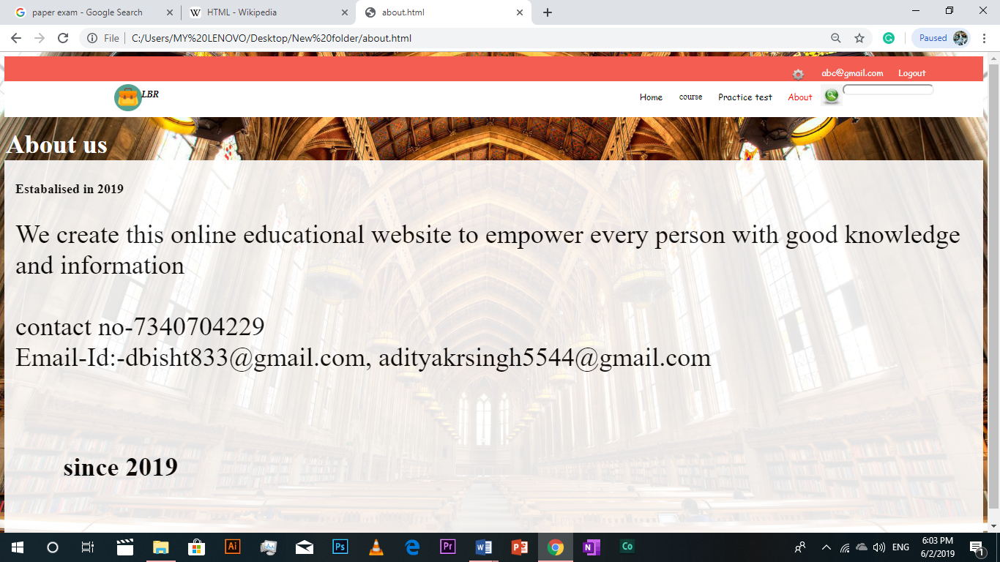 paper exam - Google Search
HTML - Wikipedia
about.html
File
C:/Users/MY%20LENOVO/Desktop/New%20folder/about.html
Paused
abc@gmail.com Logout
LBR
Home course Practice test About
About us
Estabalised in 2019
We create this online educational website to empower every person with good knowledge
and information
contact no-7340704229
Email-Id:-dbisht833@gmail.com, adityakrsingh5544@gmail.com
since 2019
Ai
Ps
Pr
W
P
N
Co
ENG
6:03 PM
6/2/2019
1